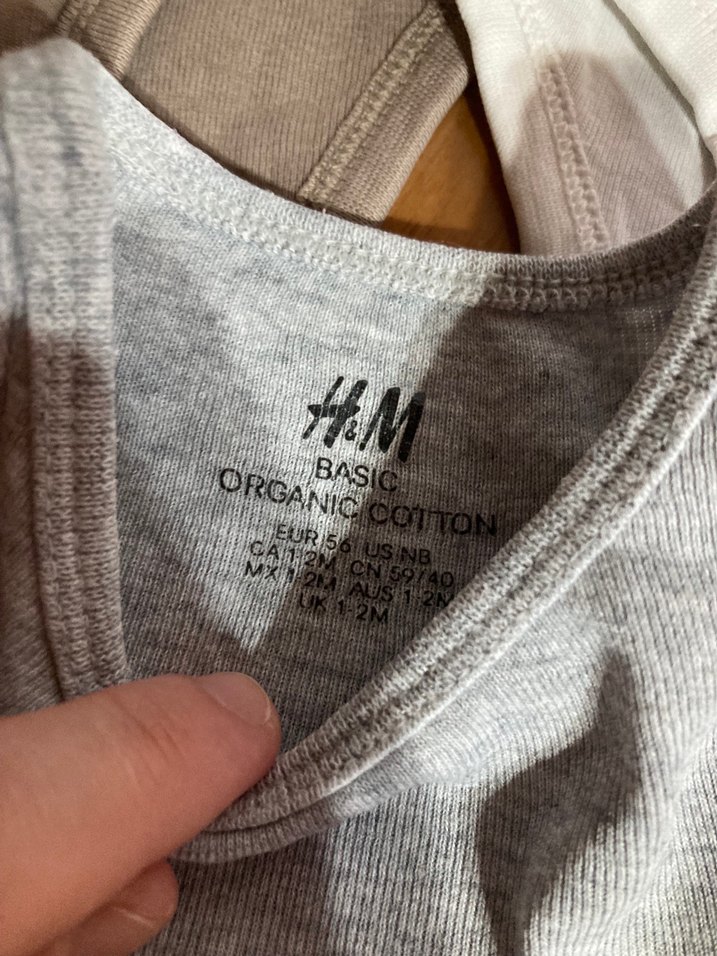 H&M
BASIC
ORGANIC COTTON
EUR 56 US NB
CA 1-2M CN 59/40
MX 1-2M AUS 1-2M
UK 1-2M